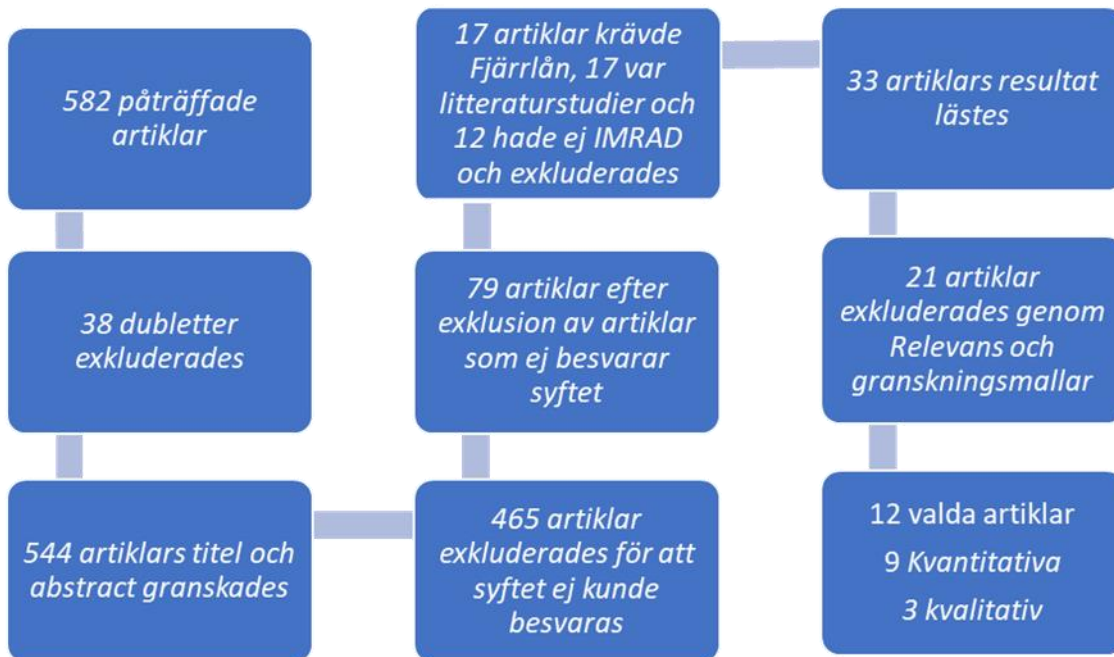 582 påträffade
artiklar
38 dubletter
exkluderades
544 artiklars titel och
abstract granskades
465 artiklar
exkluderades för att
syftet ej kunde
besvaras
79 artiklar efter
exklusion av artiklar
som ej besvarar
syftet
17 artiklar krävde
Fjärrlån, 17 var
litteraturstudier och
12 hade ej IMRAD
och exkluderades
33 artiklars resultat
lästes
21 artiklar
exkluderades genom
Relevans och
granskningsmallar
12 valda artiklar
9 Kvantitativa
3 kvalitativ